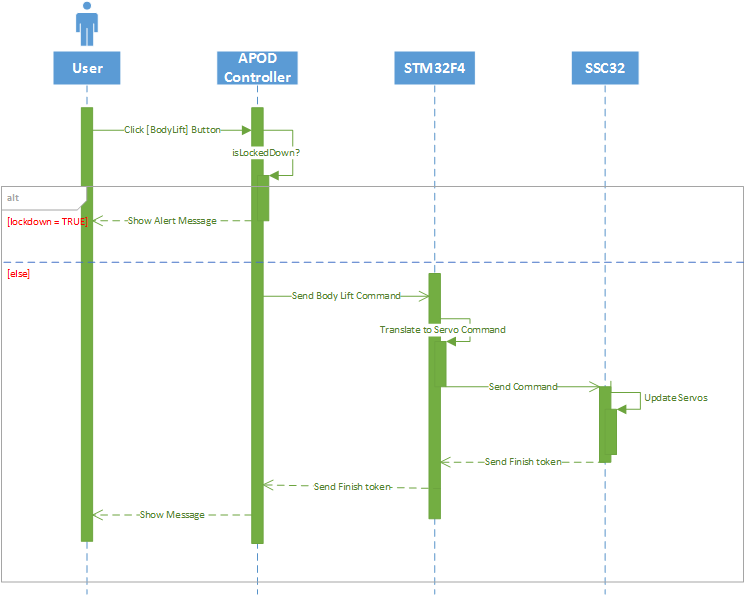 User
APOD
Controller
STM32F4
SSC32
Click [BodyLift] Button
isLockedDown?
alt
[lockdown = TRUE]
Show Alert Message
[else]
Send Body Lift Command
Translate to Servo Command
Send Command
Update Servos
Send Finish token
Send Finish token
Show Message